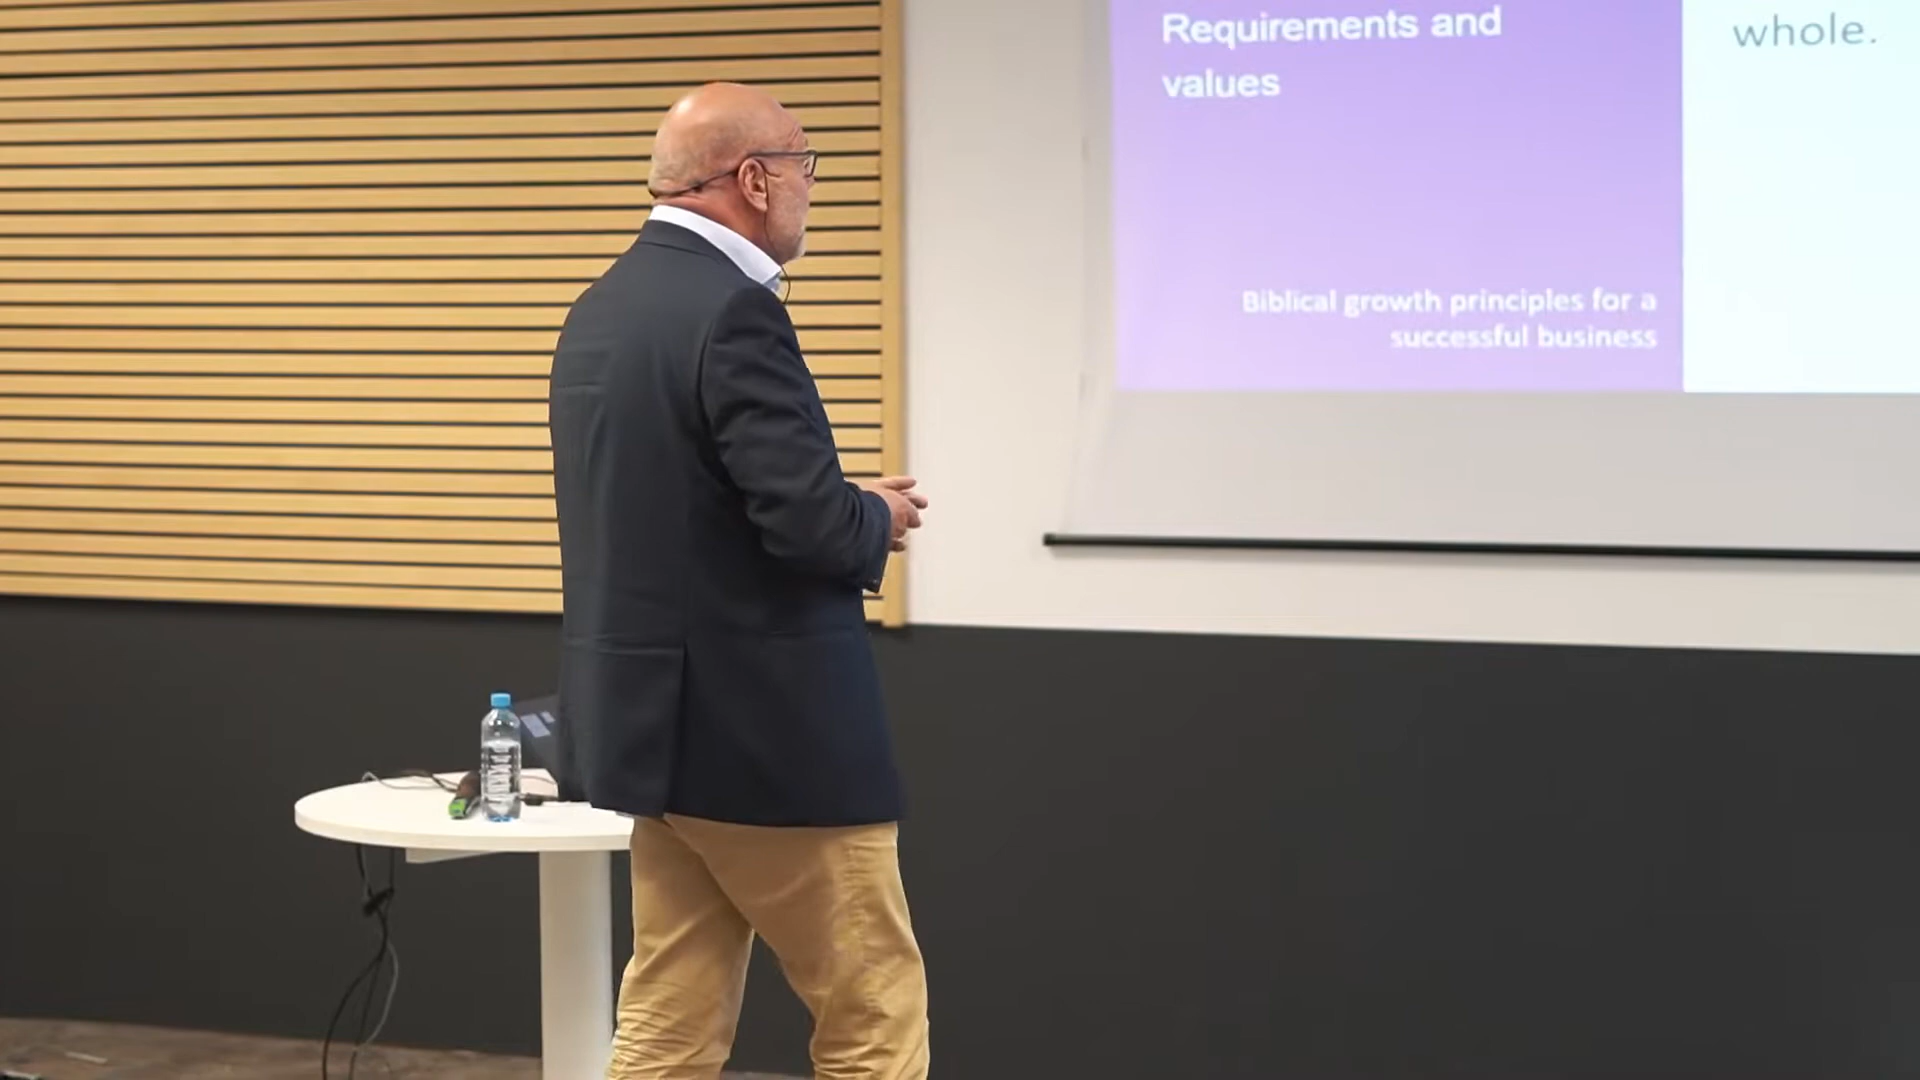 Requirements and
values
whole.
Biblical growth principles for a
successful business